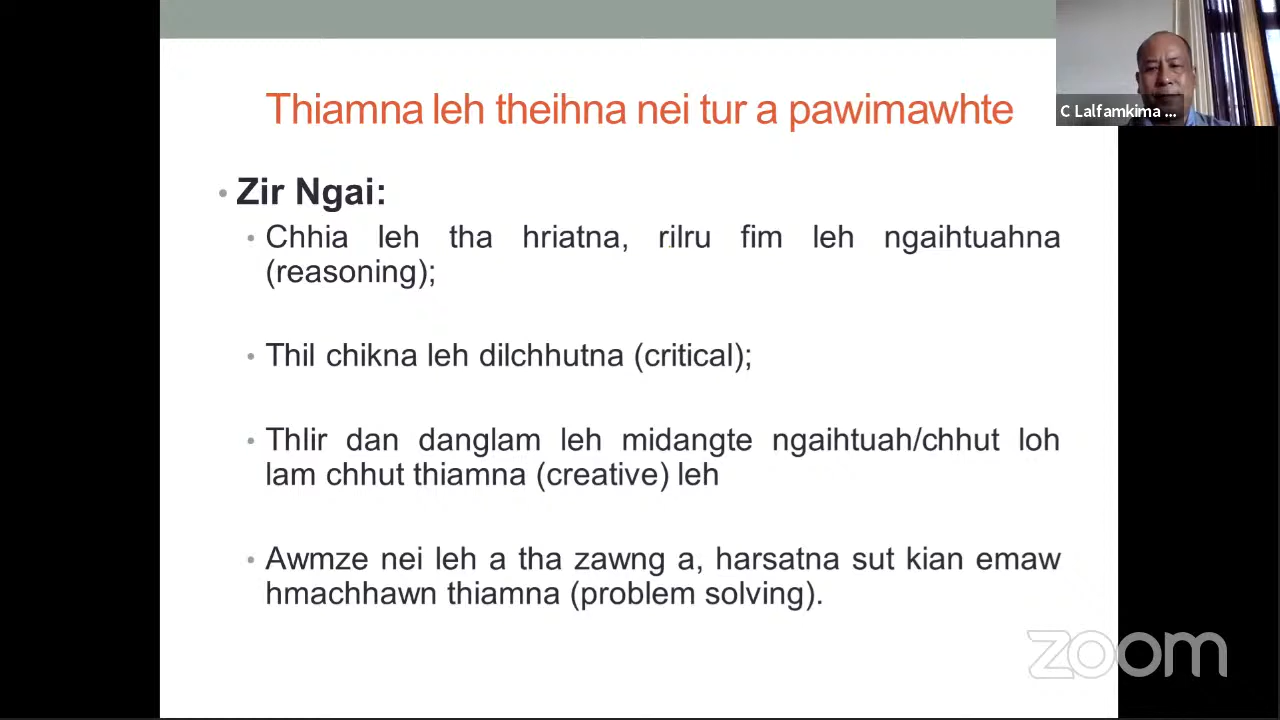 Thiamna leh theihna nei tur a pawimawhte
C Lalfamkima ...
• Zir Ngai:
• Chhia leh tha hriatna, rilru fim leh ngaihtuahna
(reasoning);
• Thil chikna leh dilchhutna (critical);
• Thlir dan danglam leh midangte ngaihtuah/chhut loh
lam chhut thiamna (creative) leh
• Awmze nei leh a tha zawng a, harsatna sut kian emaw
hmachhawn thiamna (problem solving).
zoom